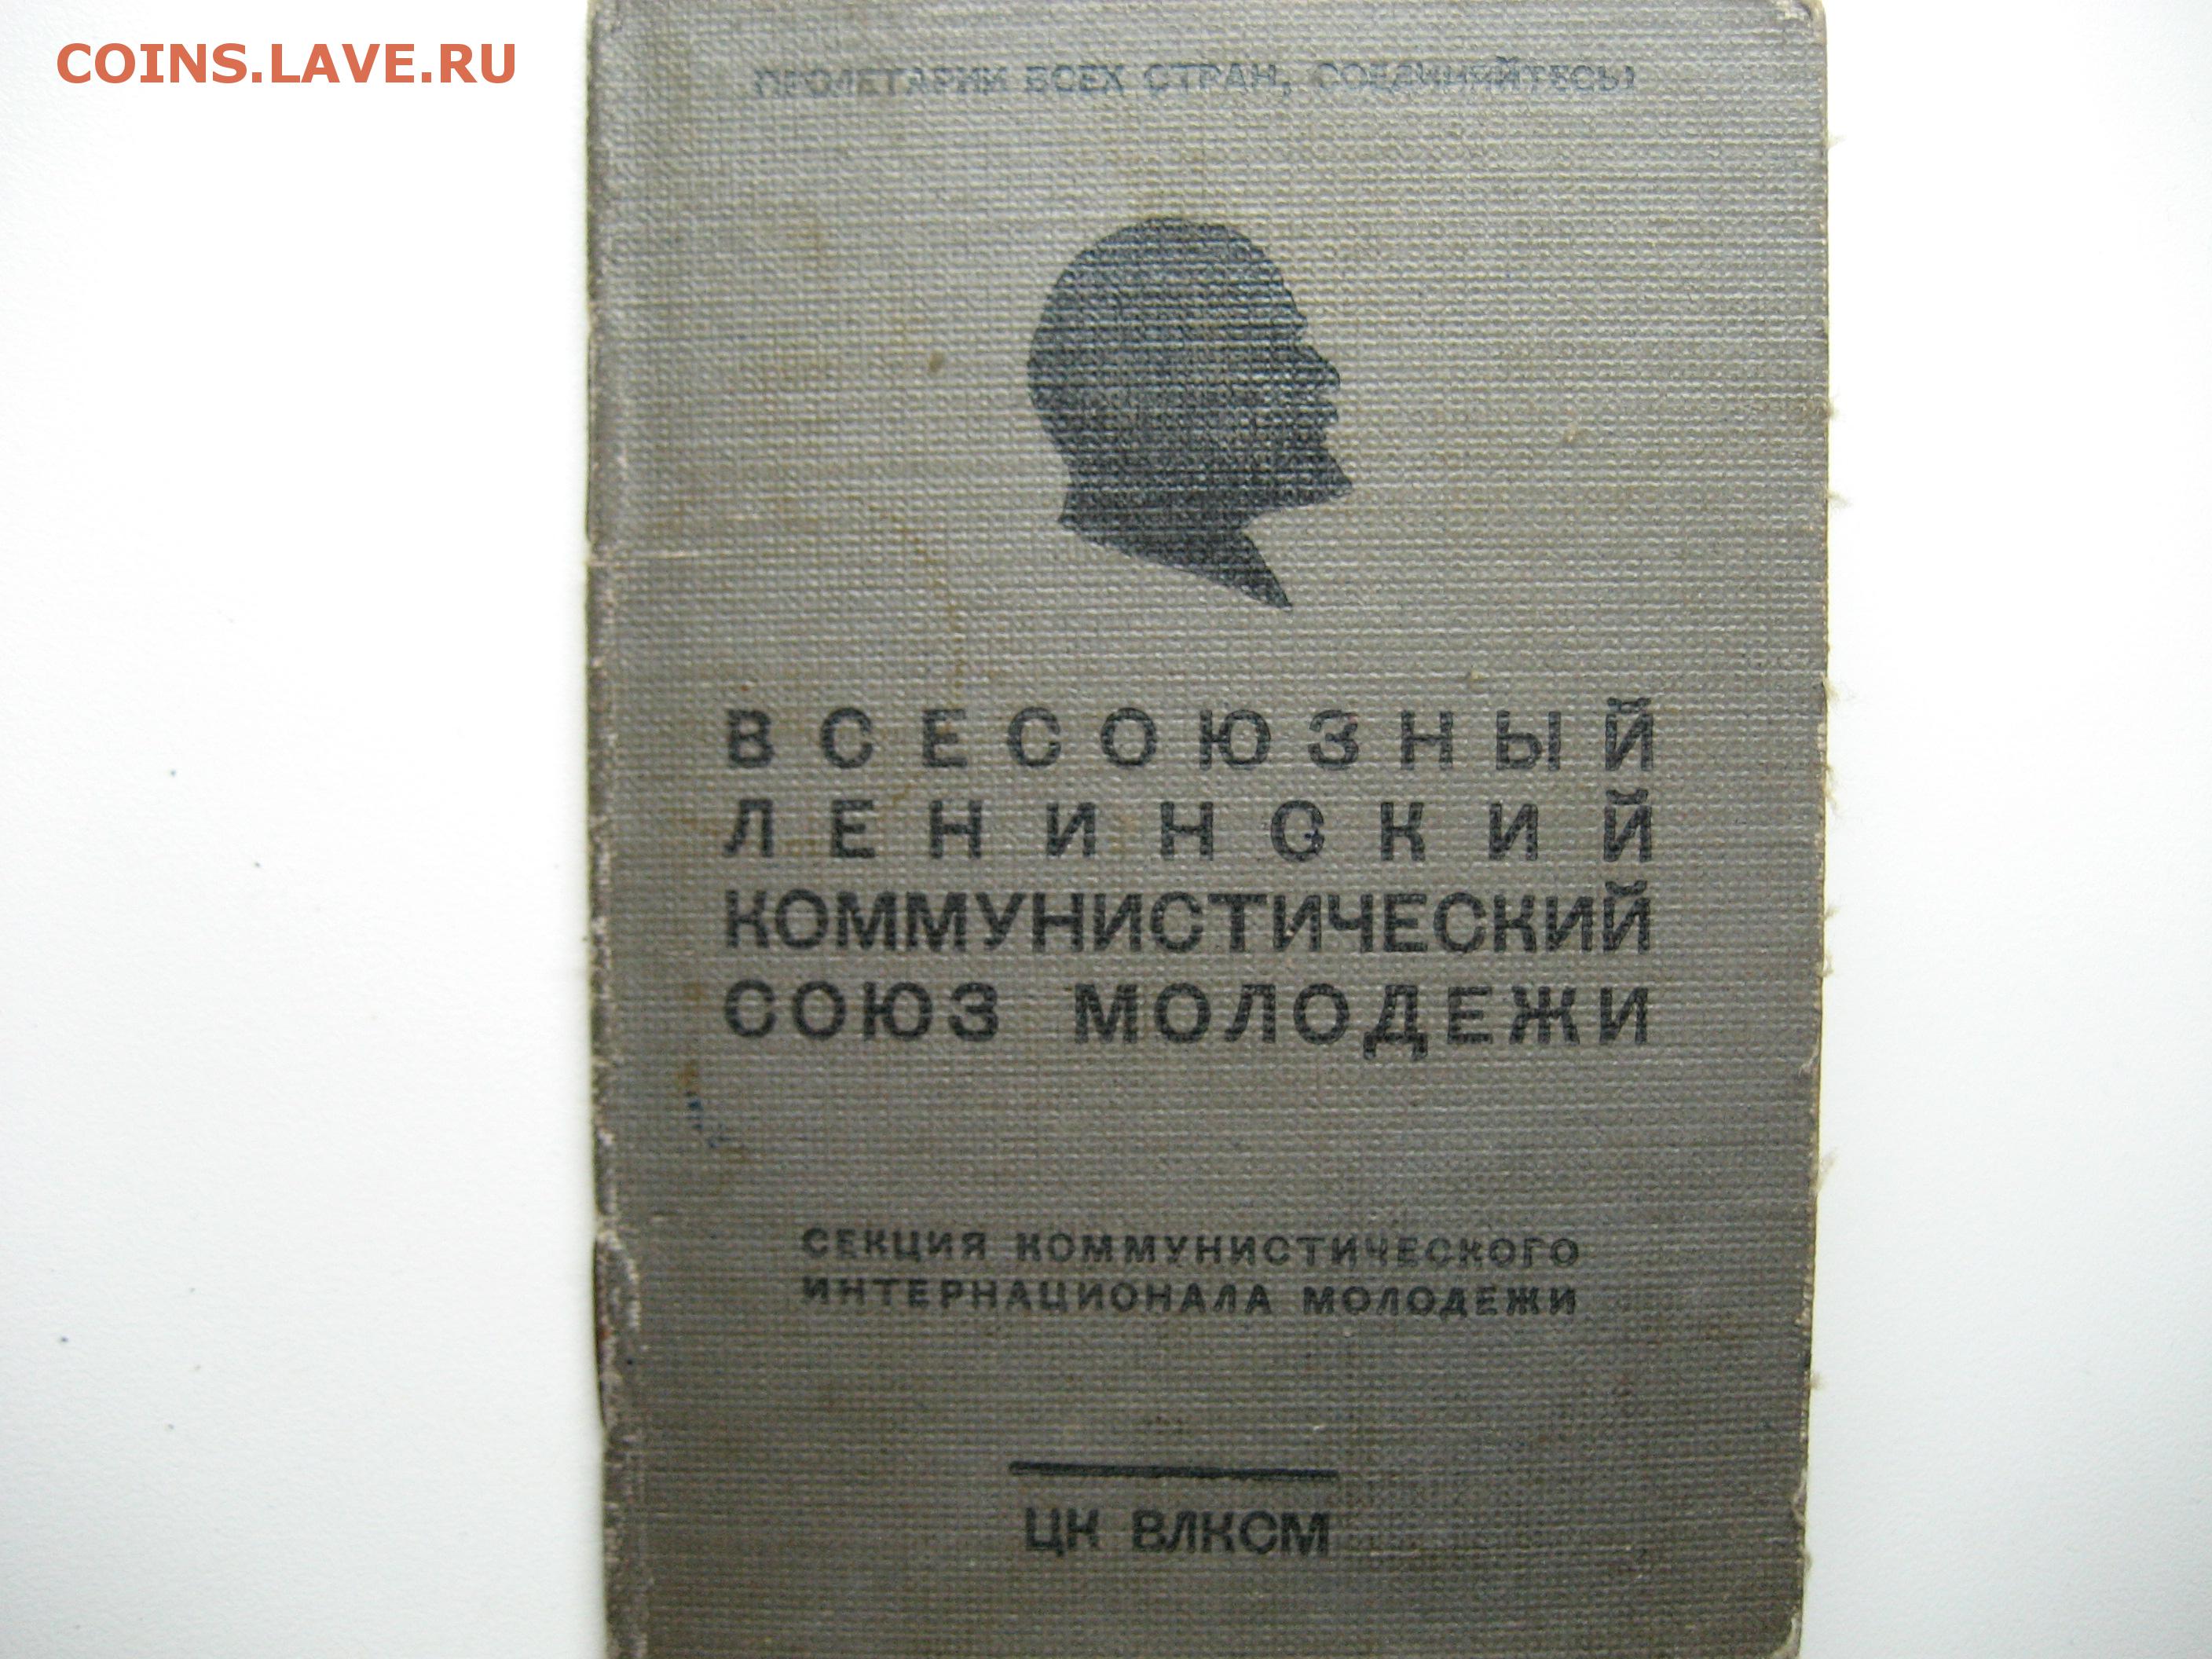 COINS.LAVE.RU
ПРОЛЕТАРИИ ВСЕХ СТРАН, СОЕДИНЯЙТЕСЬ!
ВСЕСОЮЗНЫЙ
ЛЕНИНСКИЙ
КОММУНИСТИЧЕСКИЙ
СОЮЗ МОЛОДЕЖИ
СЕКЦИЯ КОММУНИСТИЧЕСКОГО
ИНТЕРНАЦИОНАЛА МОЛОДЕЖИ
ЦК ВЛКСМ